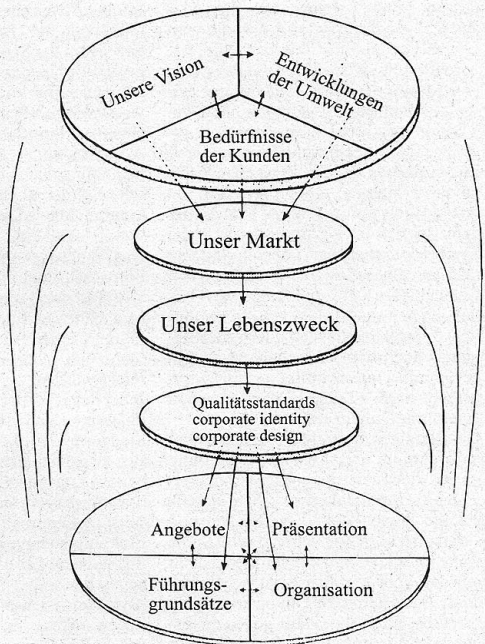 Unsere Vision
Entwicklungen
der Umwelt
Bedürfnisse
der Kunden
Unser Markt
Unser Lebenszweck
Qualitätsstandards
corporate identity
corporate design
Angebote
Präsentation
Führungs-
grundsätze
Organisation